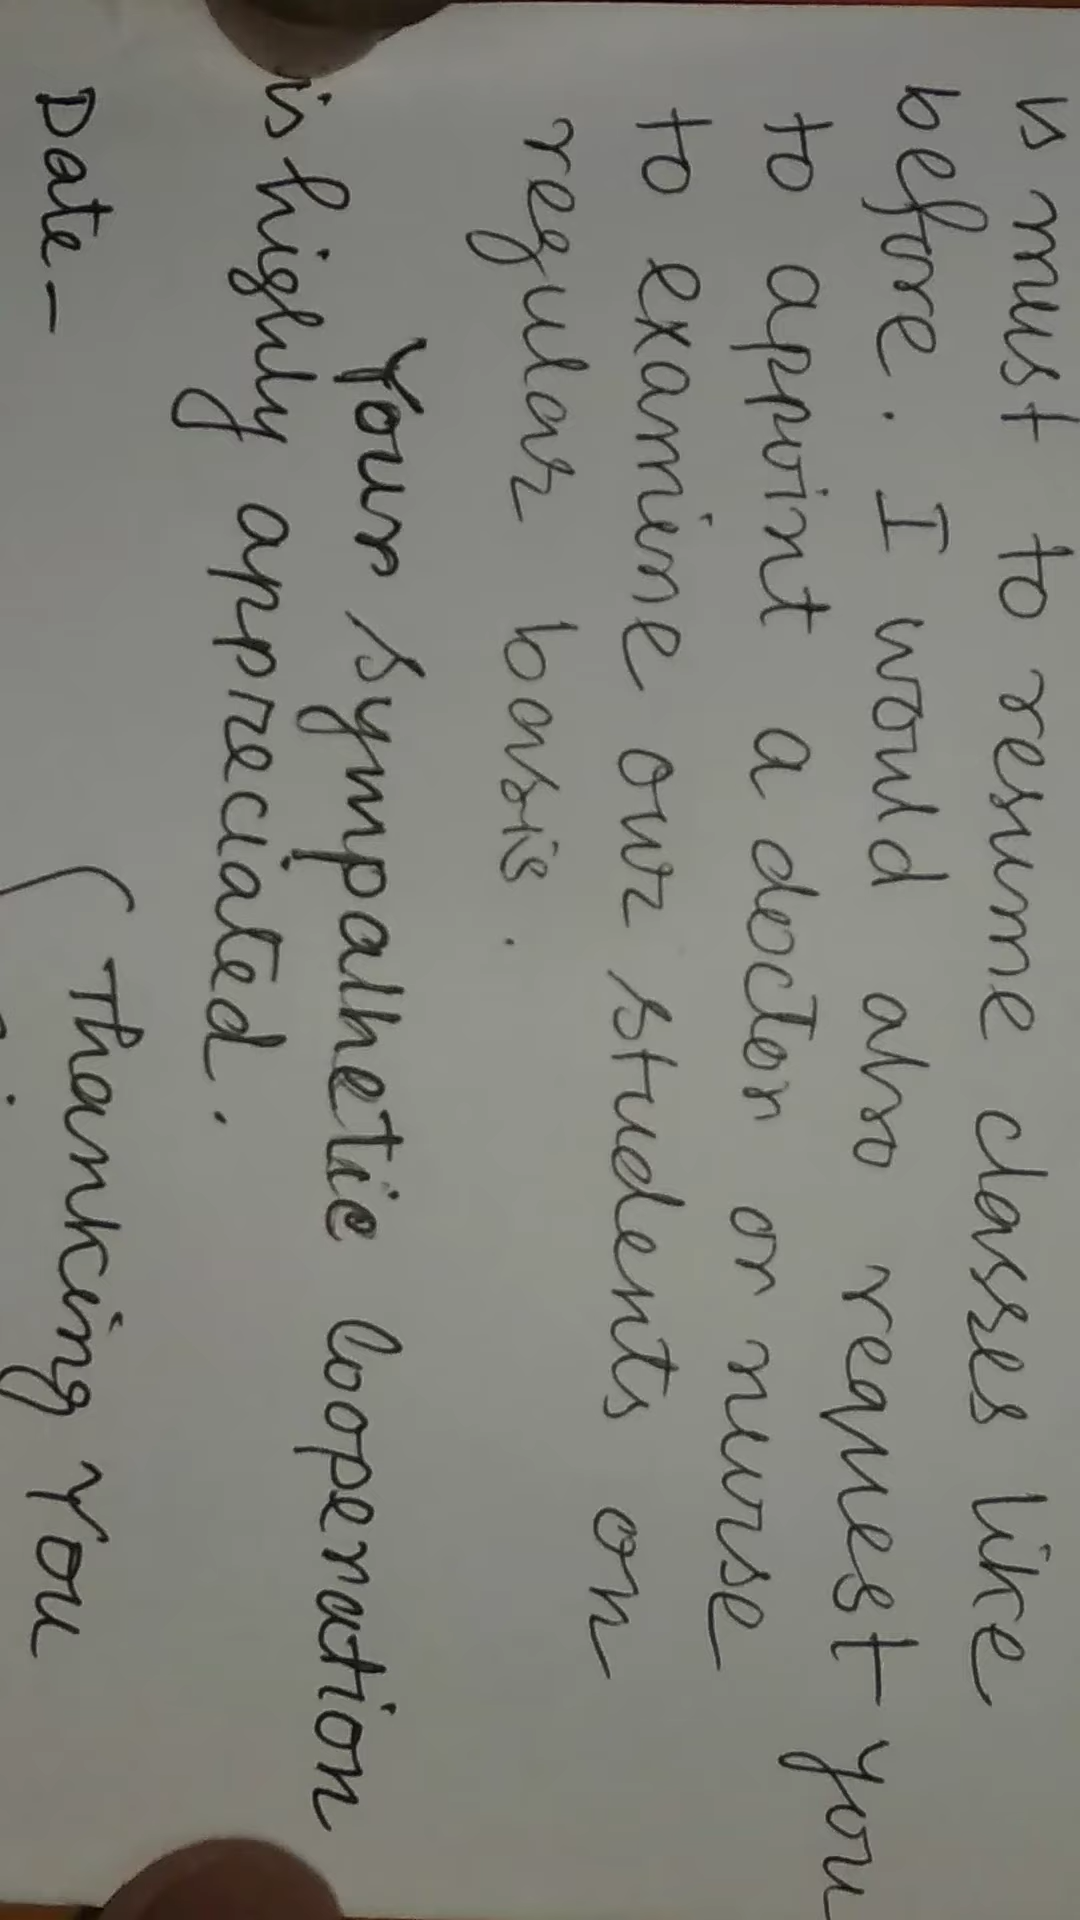 is must to resume classes like
before. I would also request you
to appoint a doctor or nurse
to examine our students on
regular basis.
Your sympathetic cooperation
is highly appreciated.
Date - Thanking You